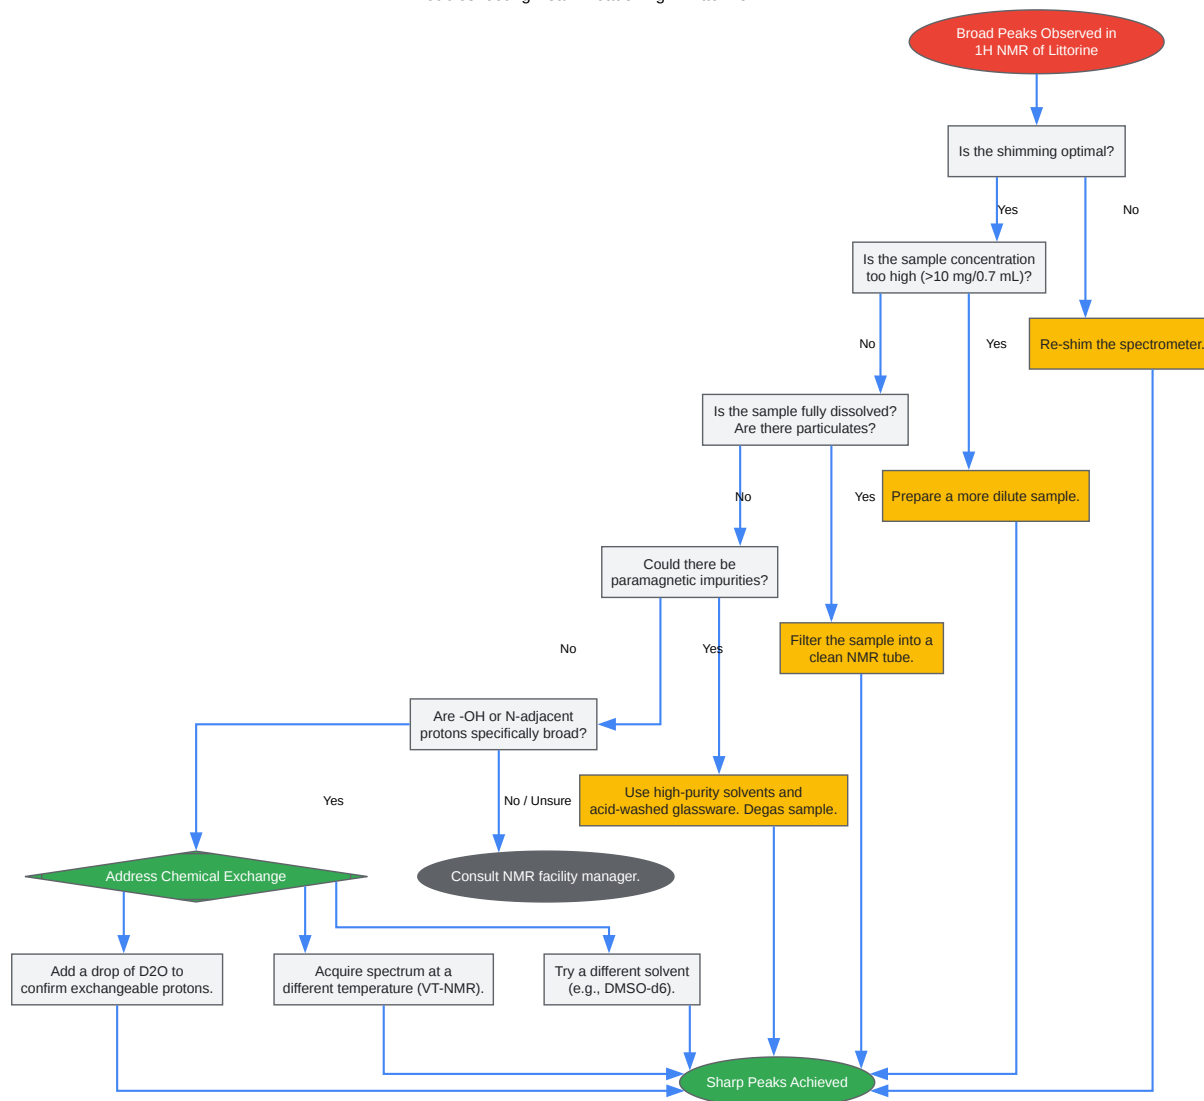 Broad Peaks Observed in
1H NMR of Littorine
Is the shimming optimal?
Yes
No
Is the sample concentration
too high (>10 mg/0.7 mL)?
Re-shim the spectrometer.
No
Yes
Is the sample fully dissolved?
Are there particulates?
Prepare a more dilute sample.
No
Yes
Could there be
paramagnetic impurities?
Filter the sample into a
clean NMR tube.
No
Yes
Are -OH or N-adjacent
protons specifically broad?
Use high-purity solvents and
acid-washed glassware. Degas sample.
Yes
No / Unsure
Address Chemical Exchange
Consult NMR facility manager.
Add a drop of D2O to
confirm exchangeable protons.
Acquire spectrum at a
different temperature (VT-NMR).
Try a different solvent
(e.g., DMSO-d6).
Sharp Peaks Achieved